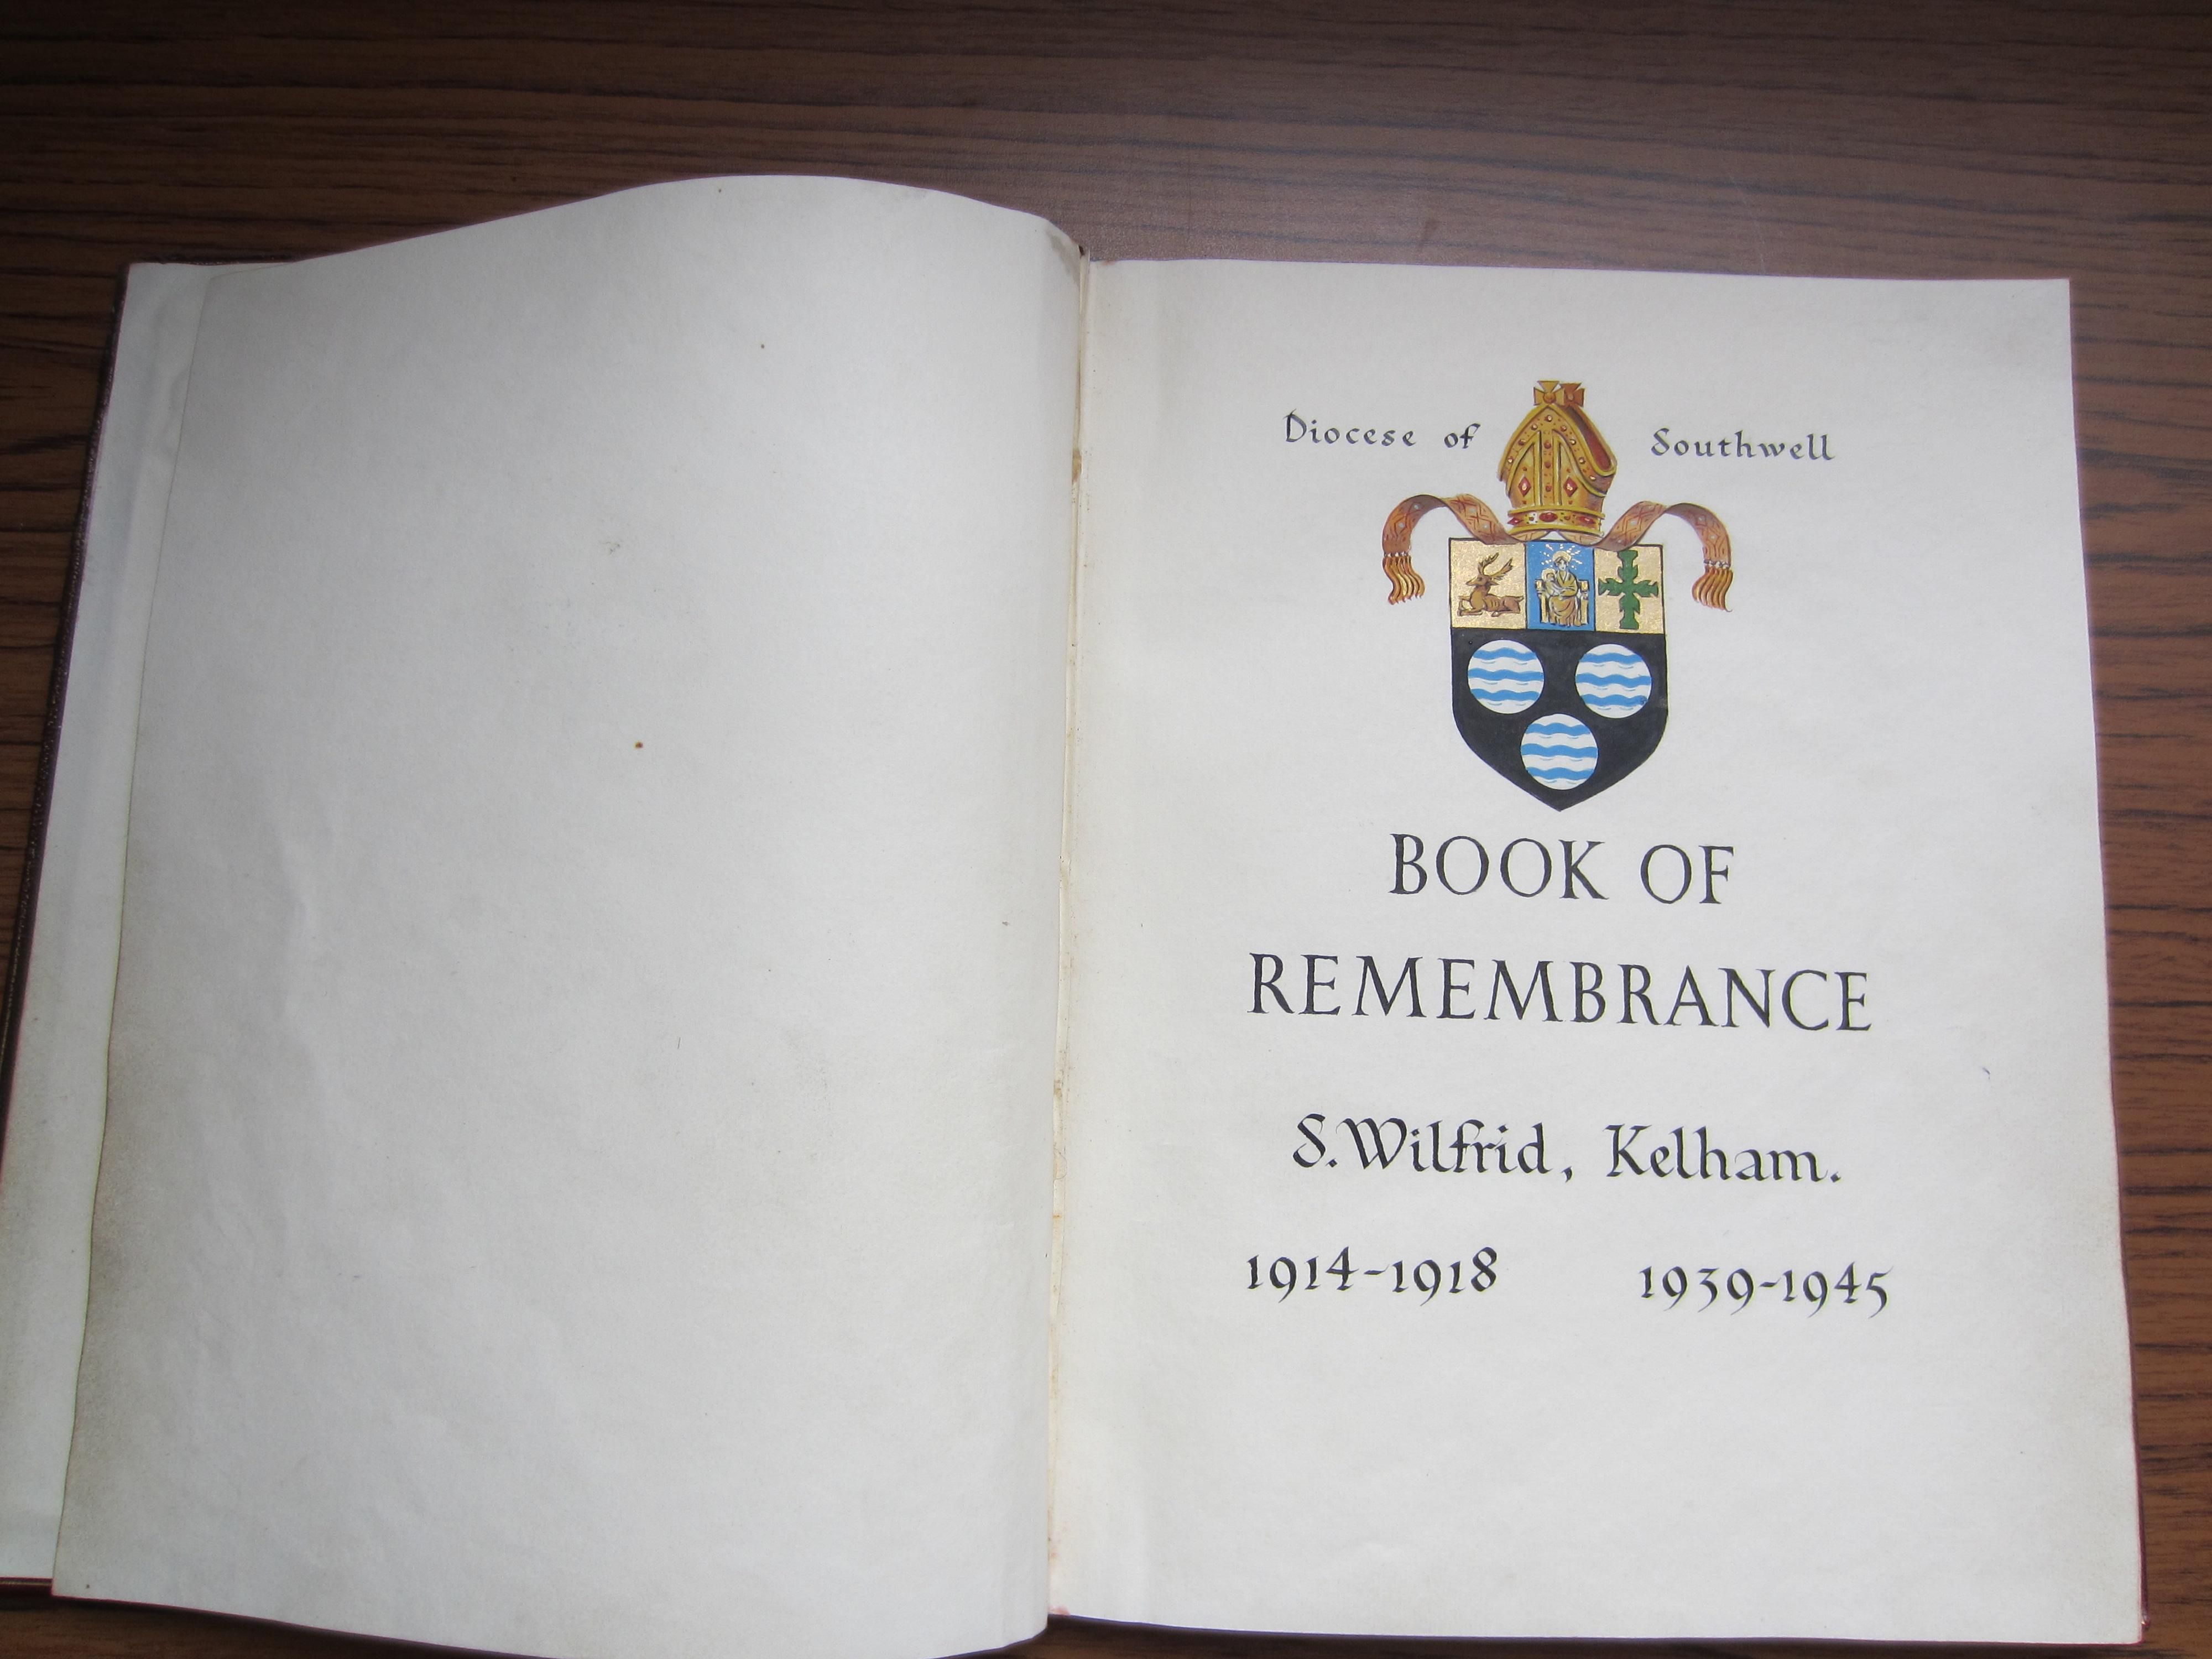 Diocese of Southwell
BOOK OF
REMEMBRANCE
S. Wilfrid, Kelham.
1914-1918 1939-1945